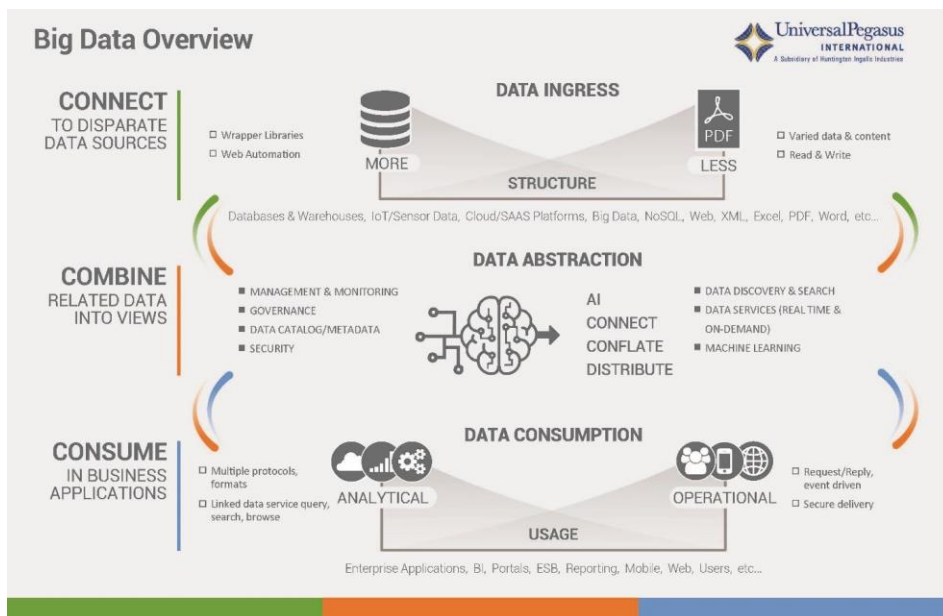 Big Data Overview
UniversalPegasus
INTERNATIONAL
A Subsidiary of Huntington Ingalls Industries
CONNECT
TO DISPARATE
DATA SOURCES
☐ Wrapper Libraries
☐ Web Automation
DATA INGRESS
PDF
MORE
LESS
STRUCTURE
☐ Varied data & content
☐ Read & Write
Databases & Warehouses, IoT/Sensor Data, Cloud/SAAS Platforms, Big Data, NoSQL, Web, XML, Excel, PDF, Word, etc...
COMBINE
RELATED DATA
INTO VIEWS
DATA ABSTRACTION
■ MANAGEMENT & MONITORING
■ GOVERNANCE
■ DATA CATALOG/METADATA
■ SECURITY
AI
CONNECT
CONFLATE
DISTRIBUTE
■ DATA DISCOVERY & SEARCH
■ DATA SERVICES (REAL TIME &
ON-DEMAND)
■ MACHINE LEARNING
CONSUME
IN BUSINESS
APPLICATIONS
DATA CONSUMPTION
☐ Multiple protocols,
formats
☐ Linked data service query,
search, browse
ANALYTICAL
OPERATIONAL
USAGE
☐ Request/Reply,
event driven
☐ Secure delivery
Enterprise Applications, BI, Portals, ESB, Reporting, Mobile, Web, Users, etc...